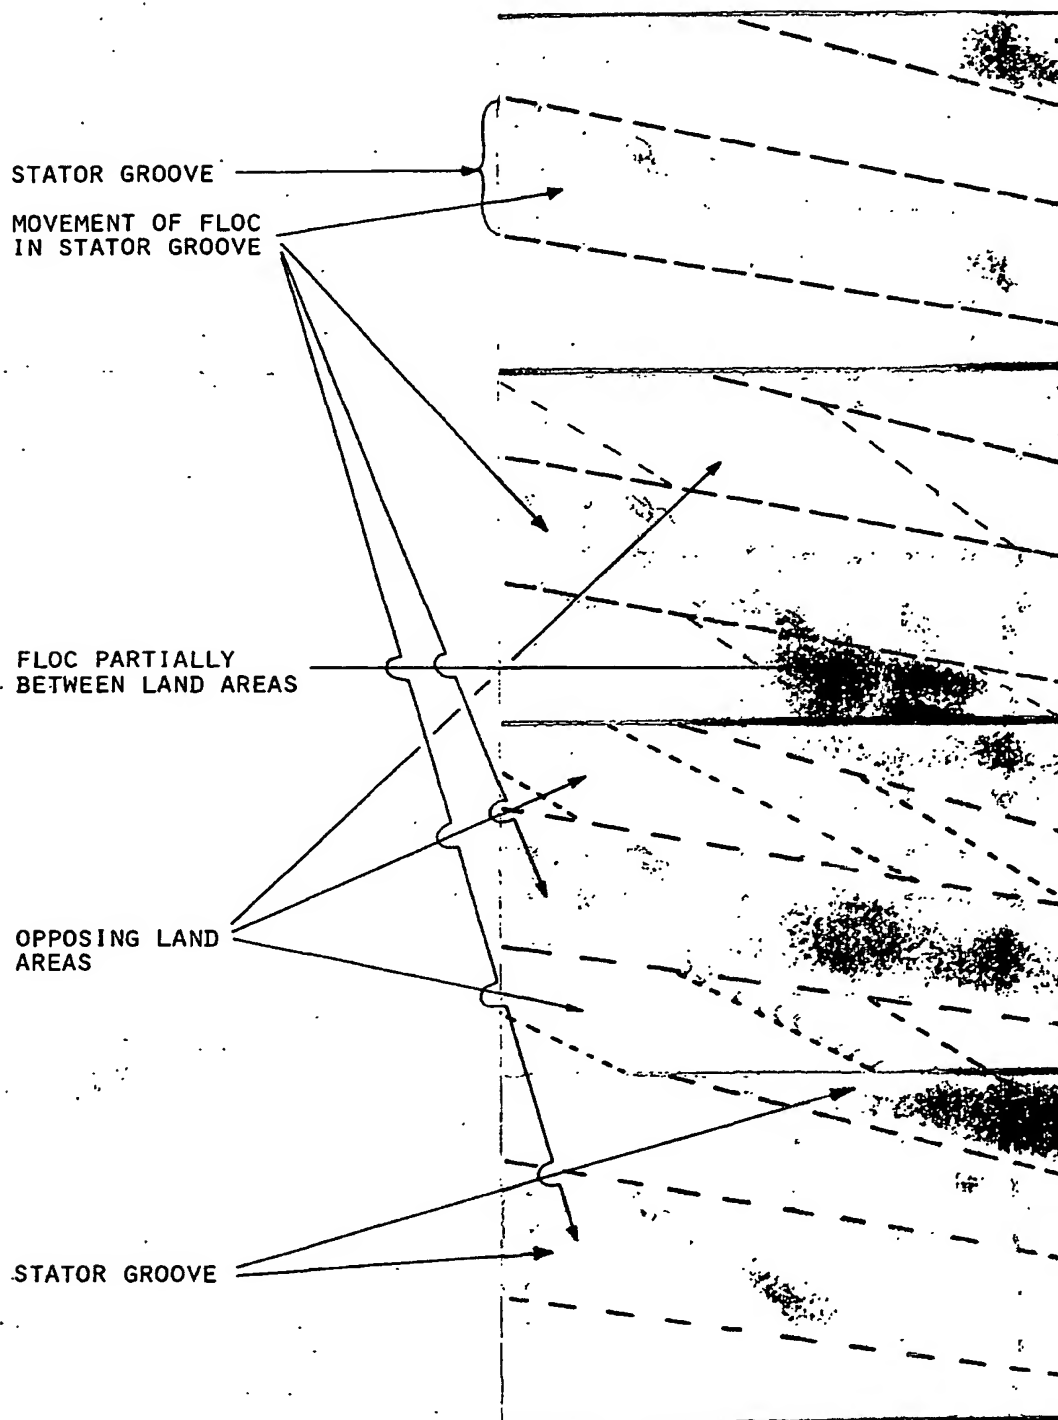 STATOR GROOVE
MOVEMENT OF FLOC
IN STATOR GROOVE
FLOC PARTIALLY
BETWEEN LAND AREAS
OPPOSING LAND
AREAS
STATOR GROOVE